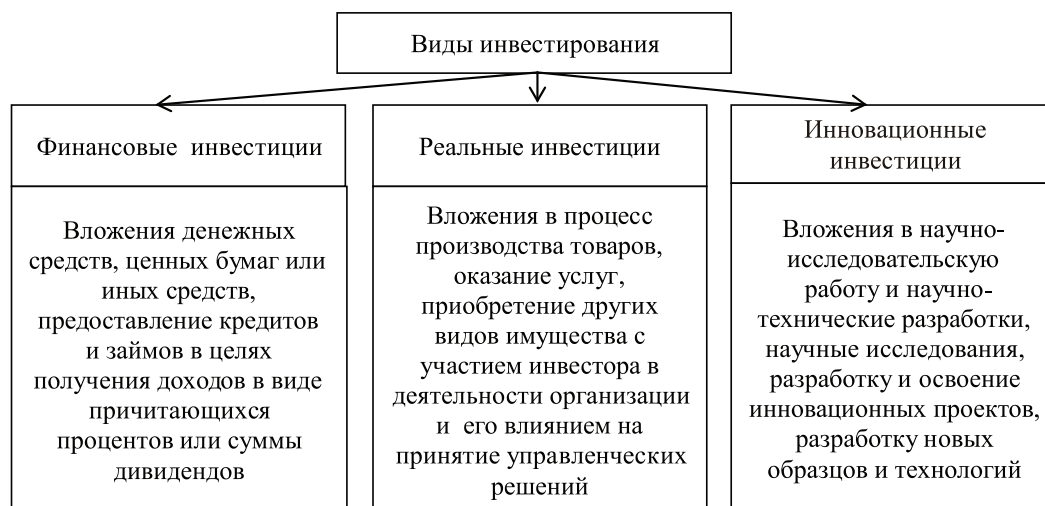 Виды инвестирования
Финансовые инвестиции
Вложения денежных
средств, ценных бумаг или
иных средств,
предоставление кредитов
и займов в целях
получения доходов в виде
причитающихся
процентов или суммы
дивидендов
Реальные инвестиции
Вложения в процесс
производства товаров,
оказание услуг,
приобретение других
видов имущества с
участием инвестора в
деятельности организации
и его влиянием на
принятие управленческих
решений
Инновационные
инвестиции
Вложения в научно-
исследовательскую
работу и научно-
технические разработки,
научные исследования,
разработку и освоение
инновационных проектов,
разработку новых
образцов и технологий